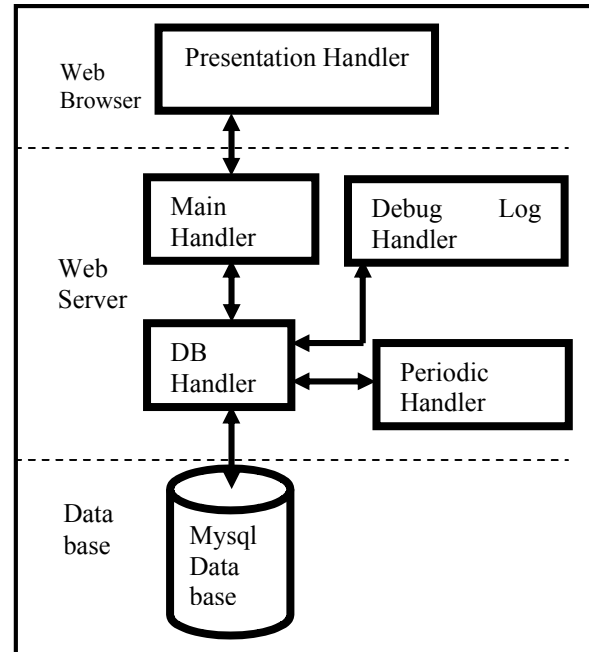 Presentation Handler
Web
Browser
Main
Handler
Debug Log
Handler
Web
Server
DB
Handler
Periodic
Handler
Data
base
Mysql
Data
base